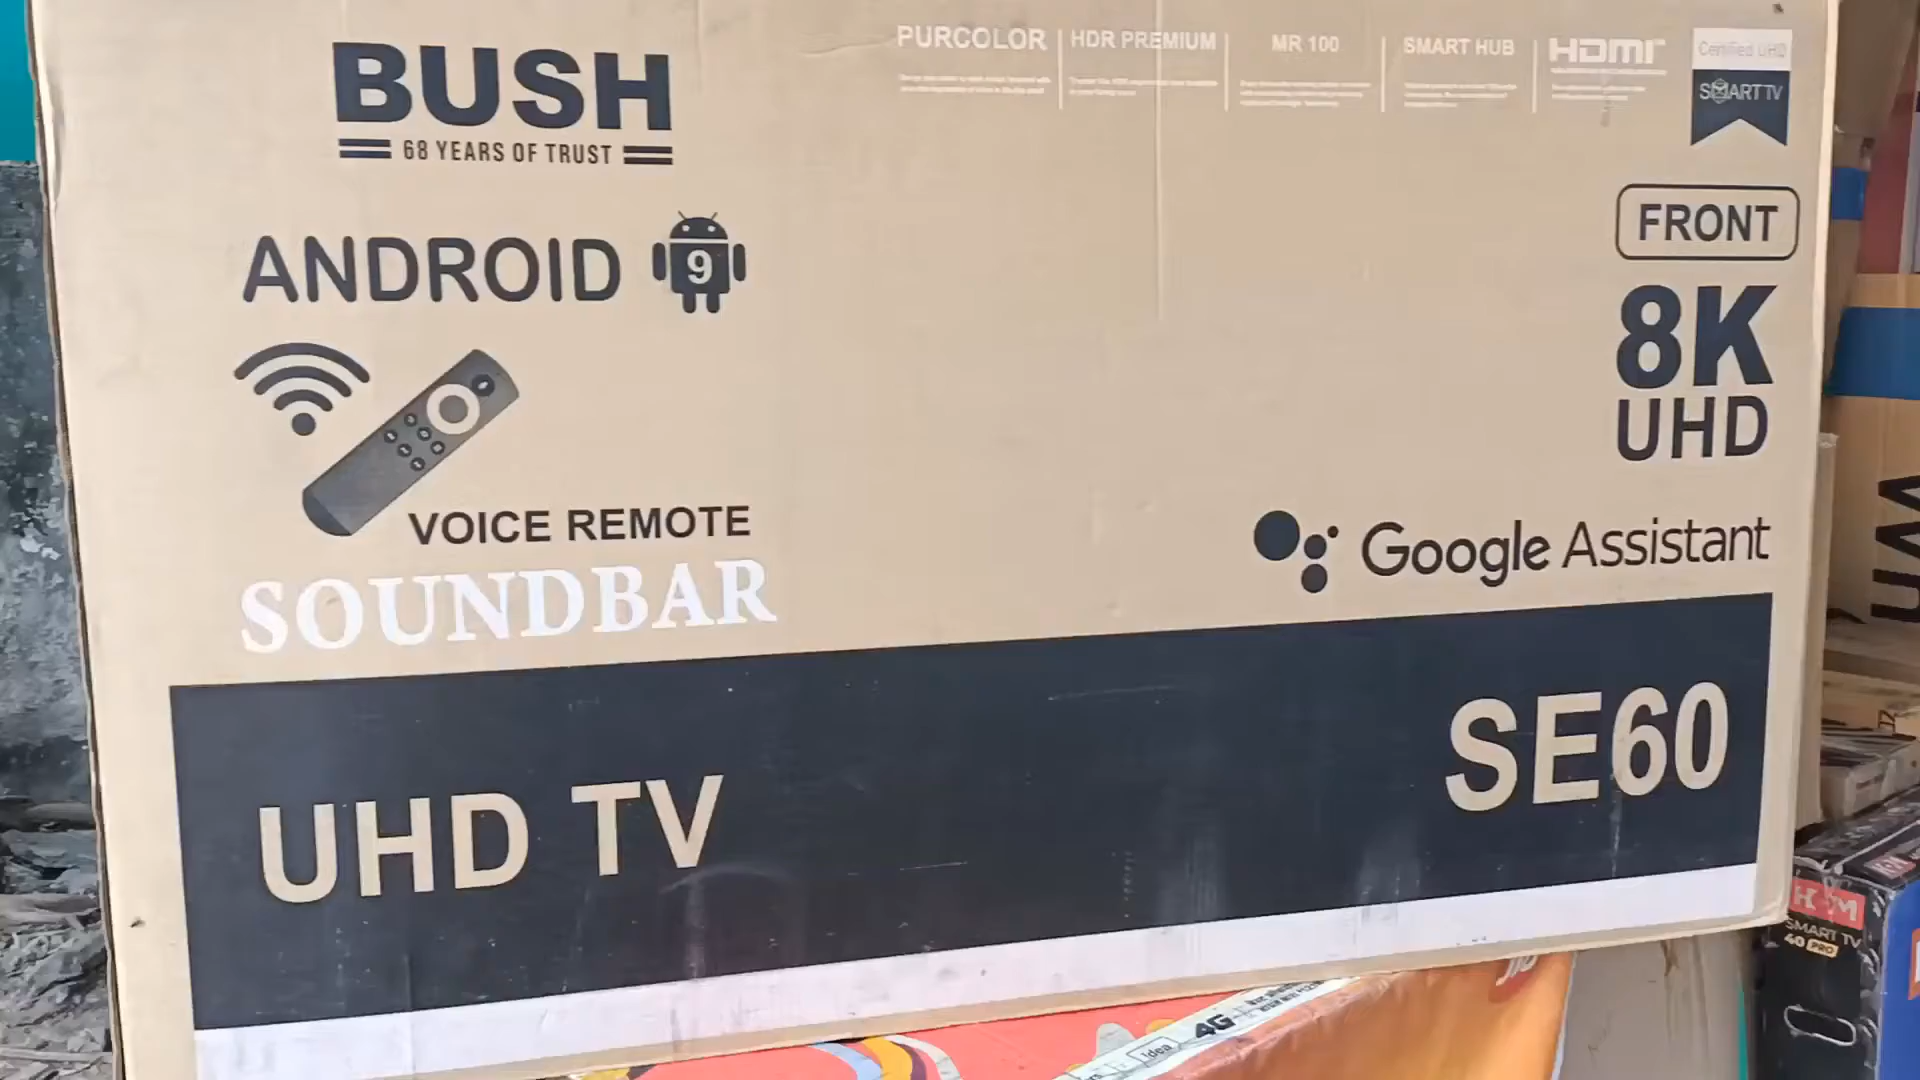 BUSH
68 YEARS OF TRUST
PURCOLOR
HDR PREMIUM
MR 100
SMART HUB
HDMI
Certified UHD
SMART TV
ANDROID 9
FRONT
8K
UHD
VOICE REMOTE
SOUNDBAR
Google Assistant
UHD TV
SE60
SMART TV
40 PRO
Idea
4G